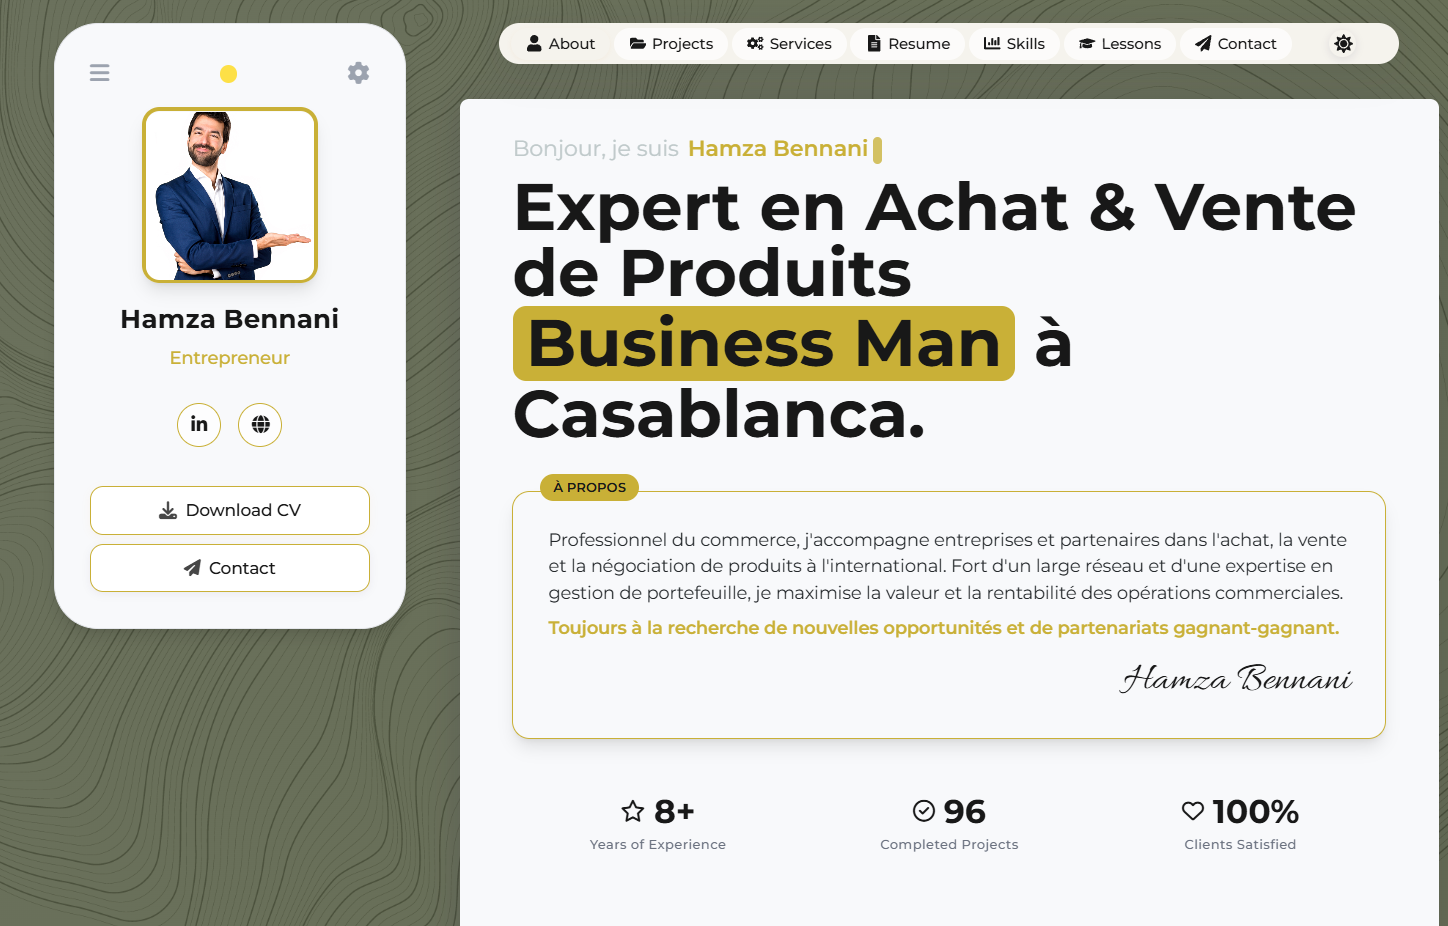 Hamza Bennani
Entrepreneur
in
Download CV
Contact
About
Projects
Services
Resume
Skills
Lessons
Contact
Bonjour, je suis Hamza Bennani
Expert en Achat & Vente
de Produits
Business Man à
Casablanca.
À PROPOS
Professionnel du commerce, j'accompagne entreprises et partenaires dans l'achat, la vente
et la négociation de produits à l'international. Fort d'un large réseau et d'une expertise en
gestion de portefeuille, je maximise la valeur et la rentabilité des opérations commerciales.
Toujours à la recherche de nouvelles opportunités et de partenariats gagnant-gagnant.
Hamza Bennani
8+
Years of Experience
96
Completed Projects
100%
Clients Satisfied